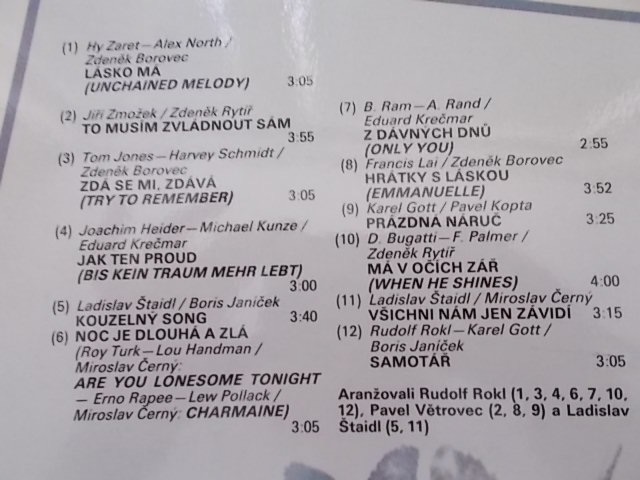 (1) Hy Zaret—Alex North /
Zdeněk Borovec
LÁSKO MÁ
(UNCHAINED MELODY) 3:05
(2) Jiří Zmožek / Zdeněk Rytíř
TO MUSÍM ZVLÁDNOUT SÁM
3:55
(3) Tom Jones—Harvey Schmidt /
Zdeněk Borovec
ZDÁ SE MI, ZDÁVÁ
(TRY TO REMEMBER) 3:05
(4) Joachim Heider—Michael Kunze /
Eduard Krečmar
JAK TEN PROUD
(BIS KEIN TRAUM MEHR LEBT)
3:00
(5) Ladislav Štaidl / Boris Janíček
KOUZELNÝ SONG 3:40
(6) NOC JE DLOUHÁ A ZLÁ
(Roy Turk—Lou Handman /
Miroslav Černý:
ARE YOU LONESOME TONIGHT
— Erno Rapee—Lew Pollack /
Miroslav Černý: CHARMAINE)
3:05
(7) B. Ram—A. Rand /
Eduard Krečmar
Z DÁVNÝCH DNŮ
(ONLY YOU) 2:55
(8) Francis Lai / Zdeněk Borovec
HRÁTKY S LÁSKOU
(EMMANUELLE) 3:52
(9) Karel Gott / Pavel Kopta
PRÁZDNÁ NÁRUČ 3:25
(10) D. Bugatti—F. Palmer /
Zdeněk Rytíř
MÁ V OČÍCH ZÁŘ
(WHEN HE SHINES) 4:00
(11) Ladislav Štaidl / Miroslav Černý
VŠICHNI NÁM JEN ZÁVIDÍ 3:15
(12) Rudolf Rokl—Karel Gott /
Boris Janíček
SAMOTÁŘ 3:05
Aranžovali Rudolf Rokl (1, 3, 4, 6, 7, 10,
12), Pavel Větrovec (2, 8, 9) a Ladislav
Štaidl (5, 11)